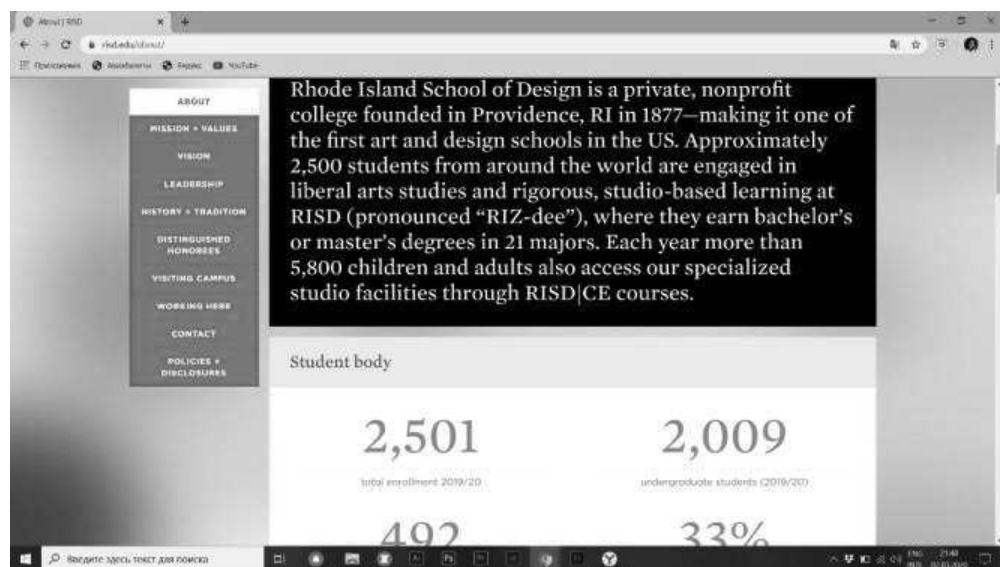 About | RISD
risd.edu/about/
YouTube
ABOUT
MISSION + VALUES
VISION
LEADERSHIP
HISTORY + TRADITION
DISTINGUISHED
HONOREES
VISITING CAMPUS
WORKING HERE
CONTACT
POLICIES +
DISCLOSURES
Rhode Island School of Design is a private, nonprofit
college founded in Providence, RI in 1877—making it one of
the first art and design schools in the US. Approximately
2,500 students from around the world are engaged in
liberal arts studies and rigorous, studio-based learning at
RISD (pronounced “RIZ-dee”), where they earn bachelor’s
or master’s degrees in 21 majors. Each year more than
5,800 children and adults also access our specialized
studio facilities through RISD|CE courses.
Student body
2,501
total enrollment 2019/20
2,009
undergraduate students (2019/20)
492
33%
Введите здесь текст для поиска
21:40